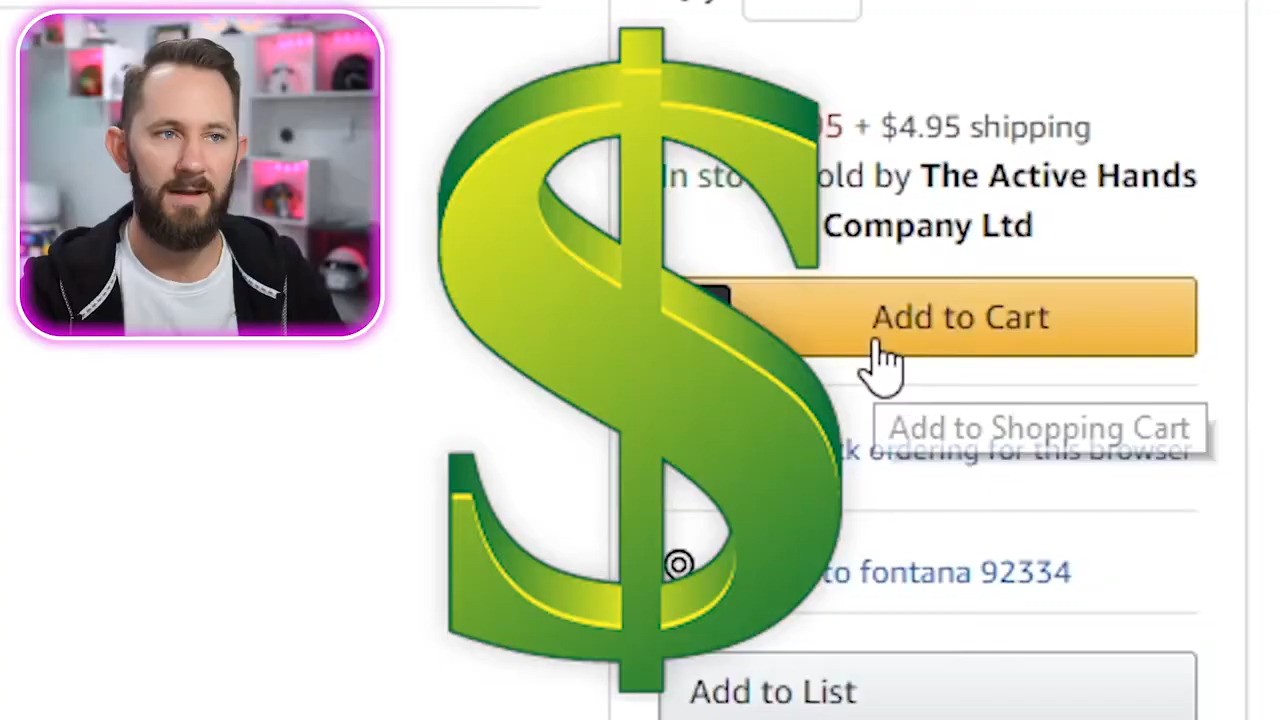 5 + $4.95 shipping
In sto old by The Active Hands
Company Ltd
Add to Cart
Add to Shopping Cart
k ordering for this browser
to fontana 92334
Add to List